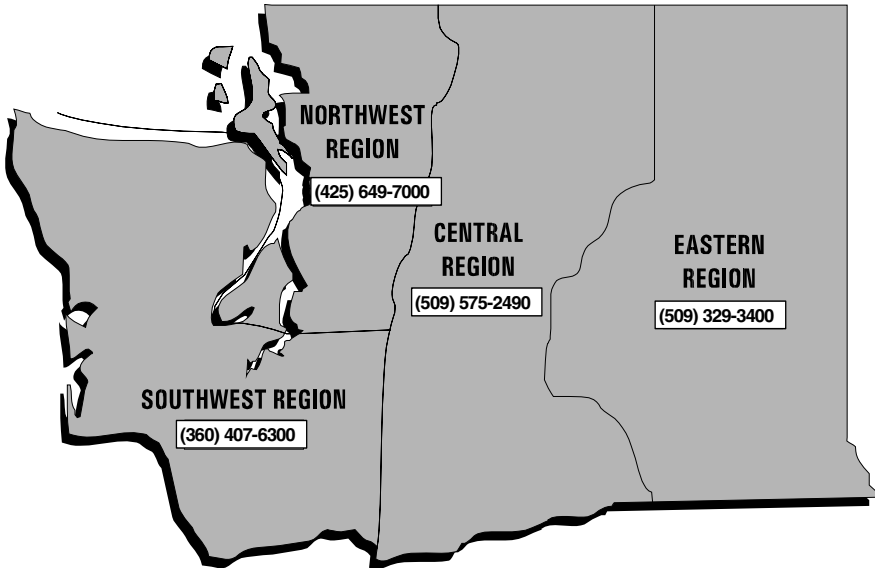 NORTHWEST
REGION
(425) 649-7000
CENTRAL
REGION
(509) 575-2490
EASTERN
REGION
(509) 329-3400
SOUTHWEST REGION
(360) 407-6300